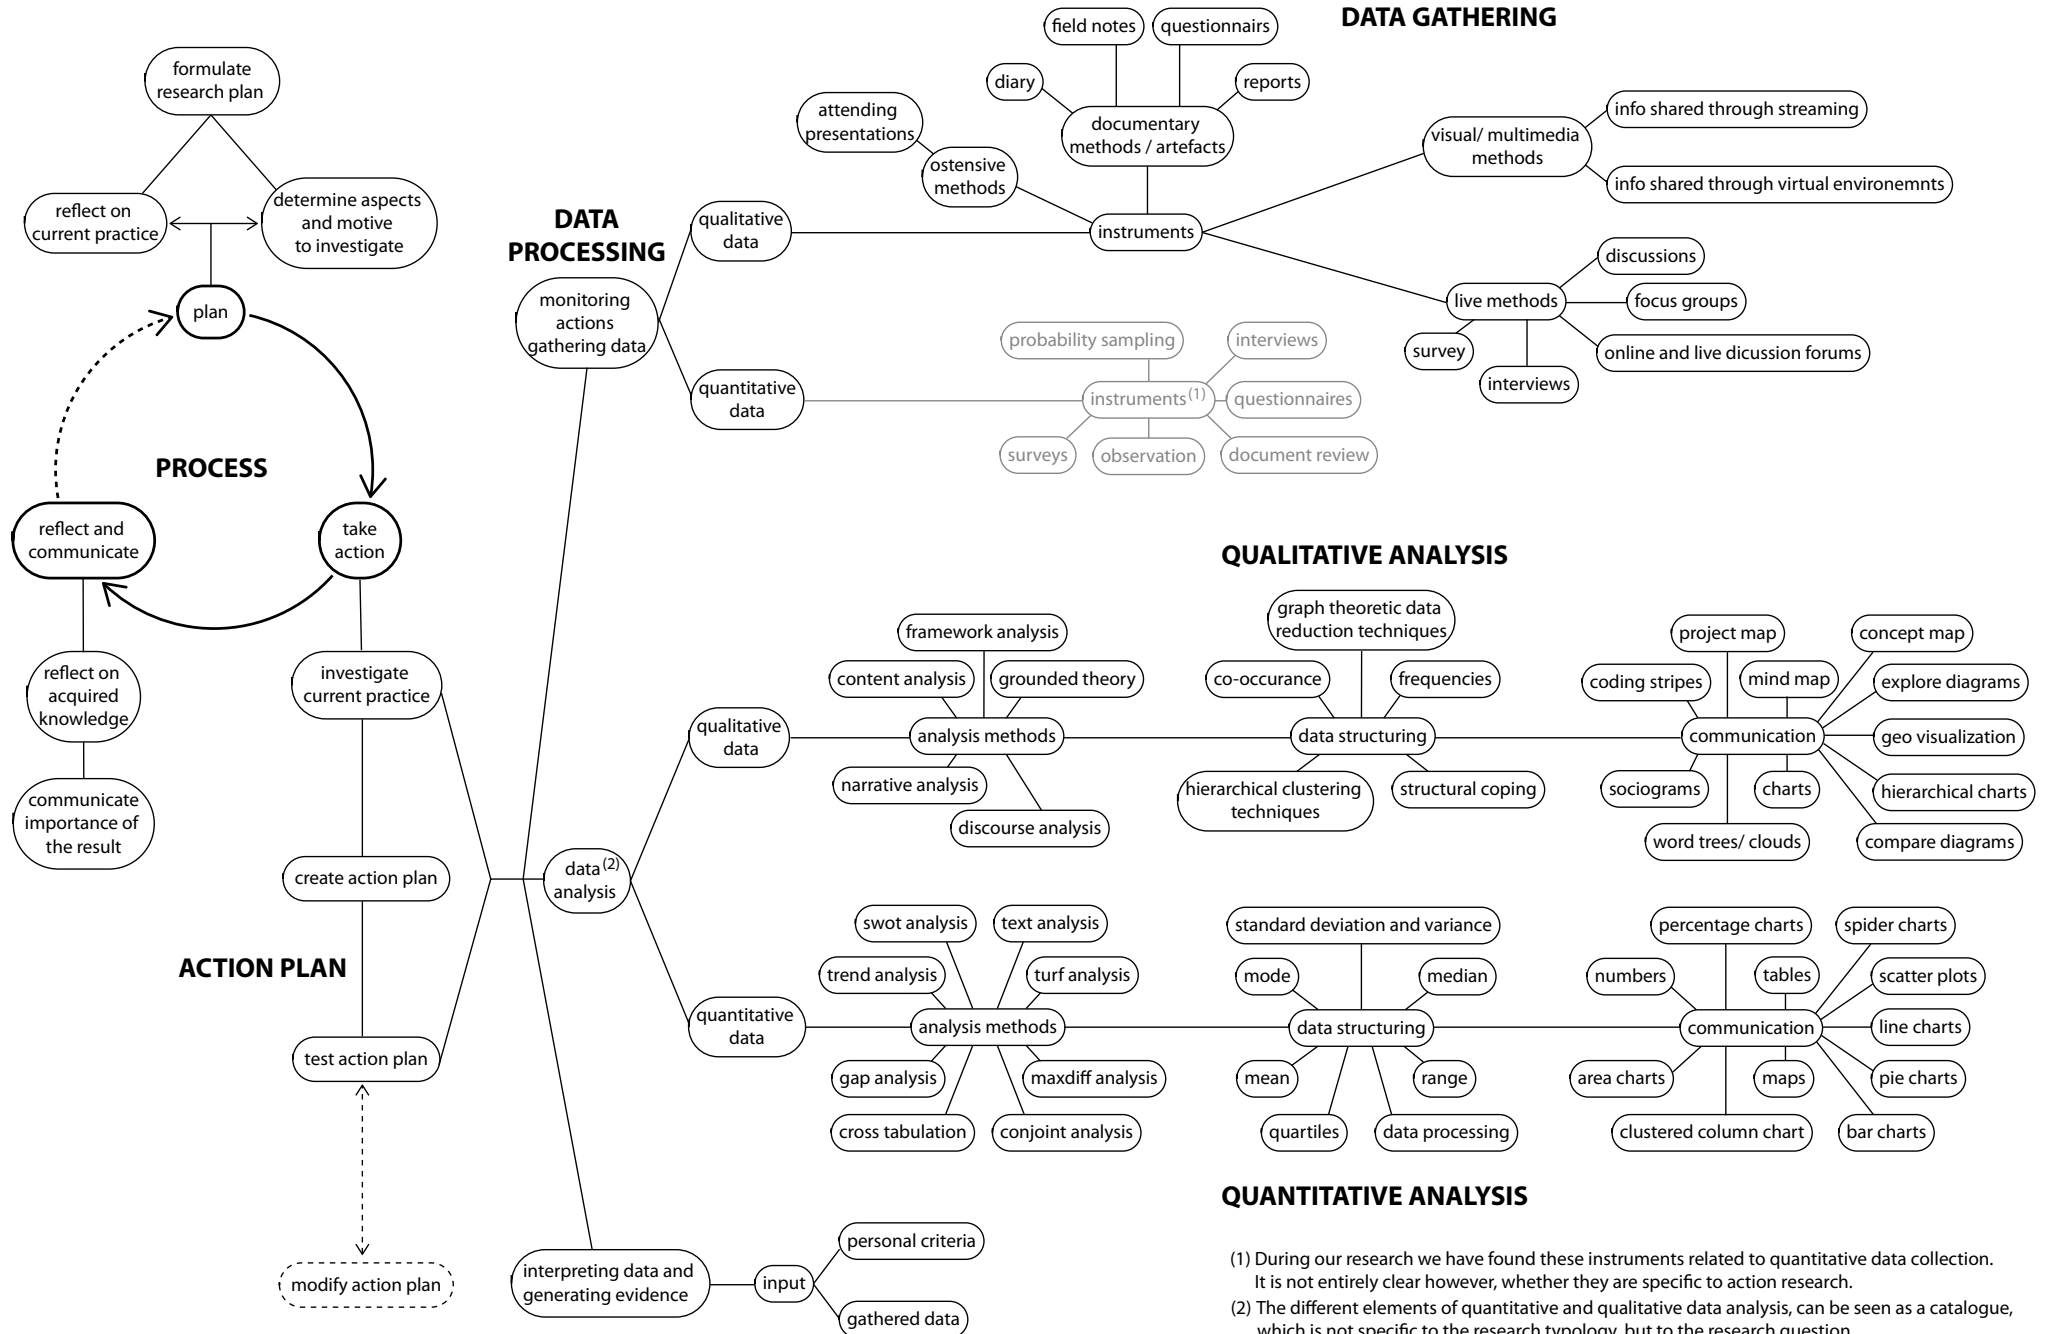 DATA GATHERING
field notes
questionnairs
diary
reports
attending
presentations
documentary
methods / artefacts
ostensive
methods
visual/ multimedia
methods
info shared through streaming
info shared through virtual environemnts
instruments
discussions
live methods
focus groups
survey
online and live dicussion forums
interviews
formulate
research plan
reflect on
current practice
determine aspects
and motive
to investigate
plan
PROCESS
reflect and
communicate
take
action
reflect on
acquired
knowledge
communicate
importance of
the result
investigate
current practice
create action plan
ACTION PLAN
test action plan
modify action plan
DATA
PROCESSING
monitoring
actions
gathering data
qualitative
data
quantitative
data
probability sampling
interviews
instruments (1)
questionnaires
surveys
observation
document review
QUALITATIVE ANALYSIS
data (2)
analysis
qualitative
data
framework analysis
content analysis
grounded theory
analysis methods
narrative analysis
discourse analysis
graph theoretic data
reduction techniques
co-occurance
frequencies
data structuring
hierarchical clustering
techniques
structural coping
project map
concept map
coding stripes
mind map
explore diagrams
communication
geo visualization
sociograms
charts
hierarchical charts
word trees/ clouds
compare diagrams
quantitative
data
swot analysis
text analysis
trend analysis
turf analysis
analysis methods
gap analysis
maxdiff analysis
cross tabulation
conjoint analysis
standard deviation and variance
mode
median
data structuring
mean
range
quartiles
data processing
percentage charts
spider charts
numbers
tables
scatter plots
communication
line charts
area charts
maps
pie charts
clustered column chart
bar charts
QUANTITATIVE ANALYSIS
interpreting data and
generating evidence
input
personal criteria
gathered data
(1) During our research we have found these instruments related to quantitative data collection.
It is not entirely clear however, whether they are specific to action research.
(2) The different elements of quantitative and qualitative data analysis, can be seen as a catalogue,
which is not specific to the research typology, but to the research question.